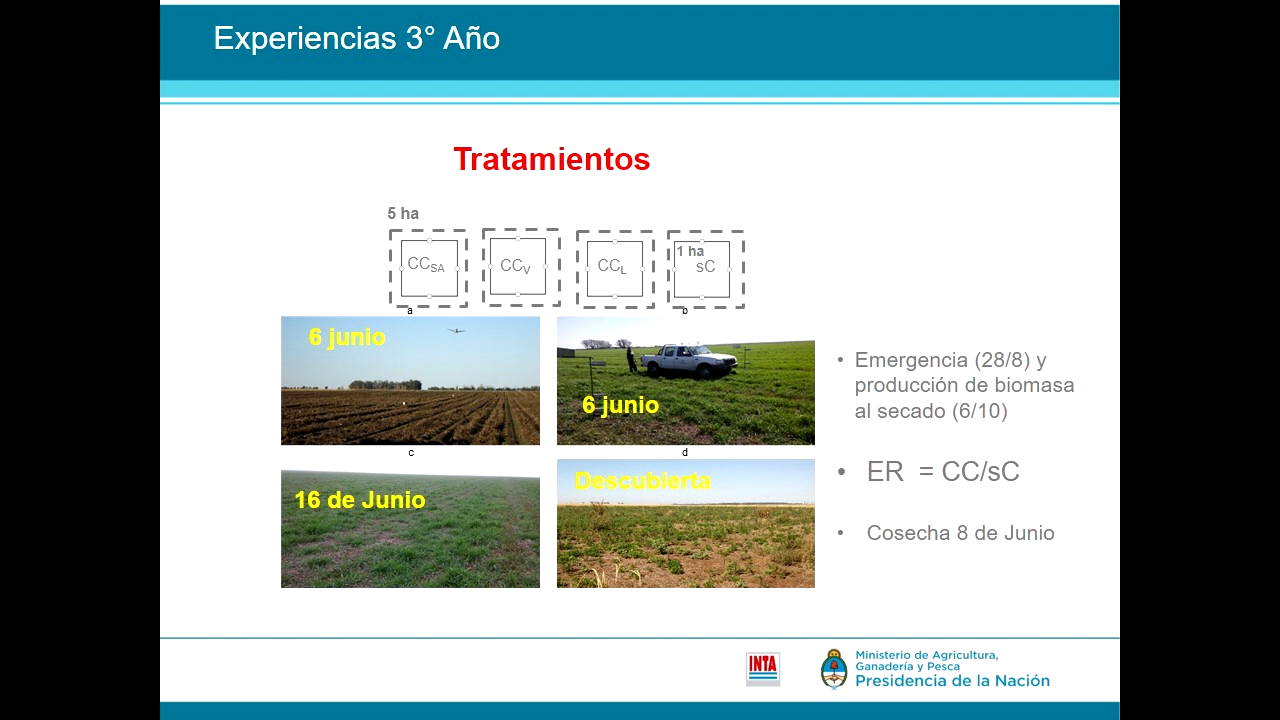 Experiencias 3° Año
Tratamientos
5 ha
CCSA
CCV
CCL
1 ha
sC
a
b
6 junio
6 junio
c
d
16 de Junio
Descubierta
• Emergencia (28/8) y
producción de biomasa
al secado (6/10)
• ER = CC/sC
• Cosecha 8 de Junio
INTA
Ministerio de Agricultura,
Ganadería y Pesca
Presidencia de la Nación